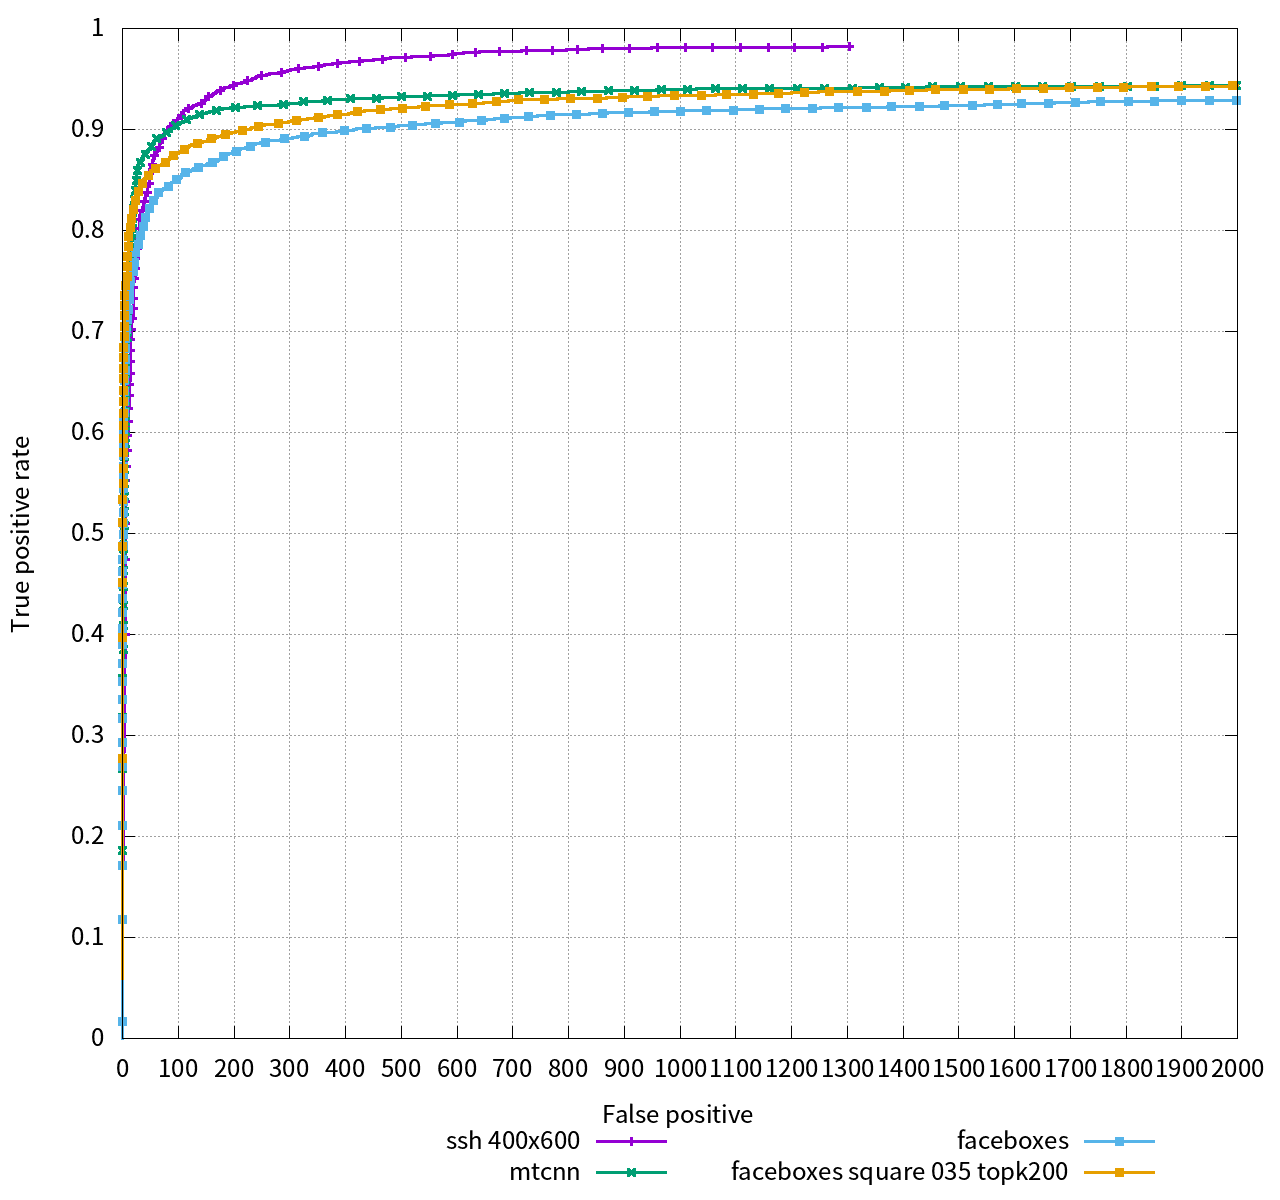 1
0.9
0.8
0.7
0.6
0.5
0.4
0.3
0.2
0.1
0
True positive rate
0 100 200 300 400 500 600 700 800 900 1000 1100 1200 1300 1400 1500 1600 1700 1800 1900 2000
False positive
ssh 400x600
mtcnn
faceboxes
faceboxes square 035 topk200